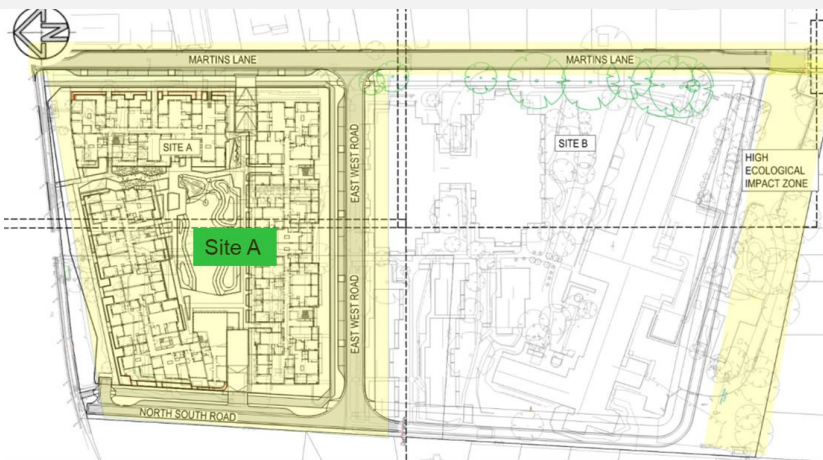 N
MARTINS LANE
MARTINS LANE
SITE A
SITE B
HIGH
ECOLOGICAL
IMPACT ZONE
EAST WEST ROAD
Site A
EAST WEST ROAD
NORTH SOUTH ROAD